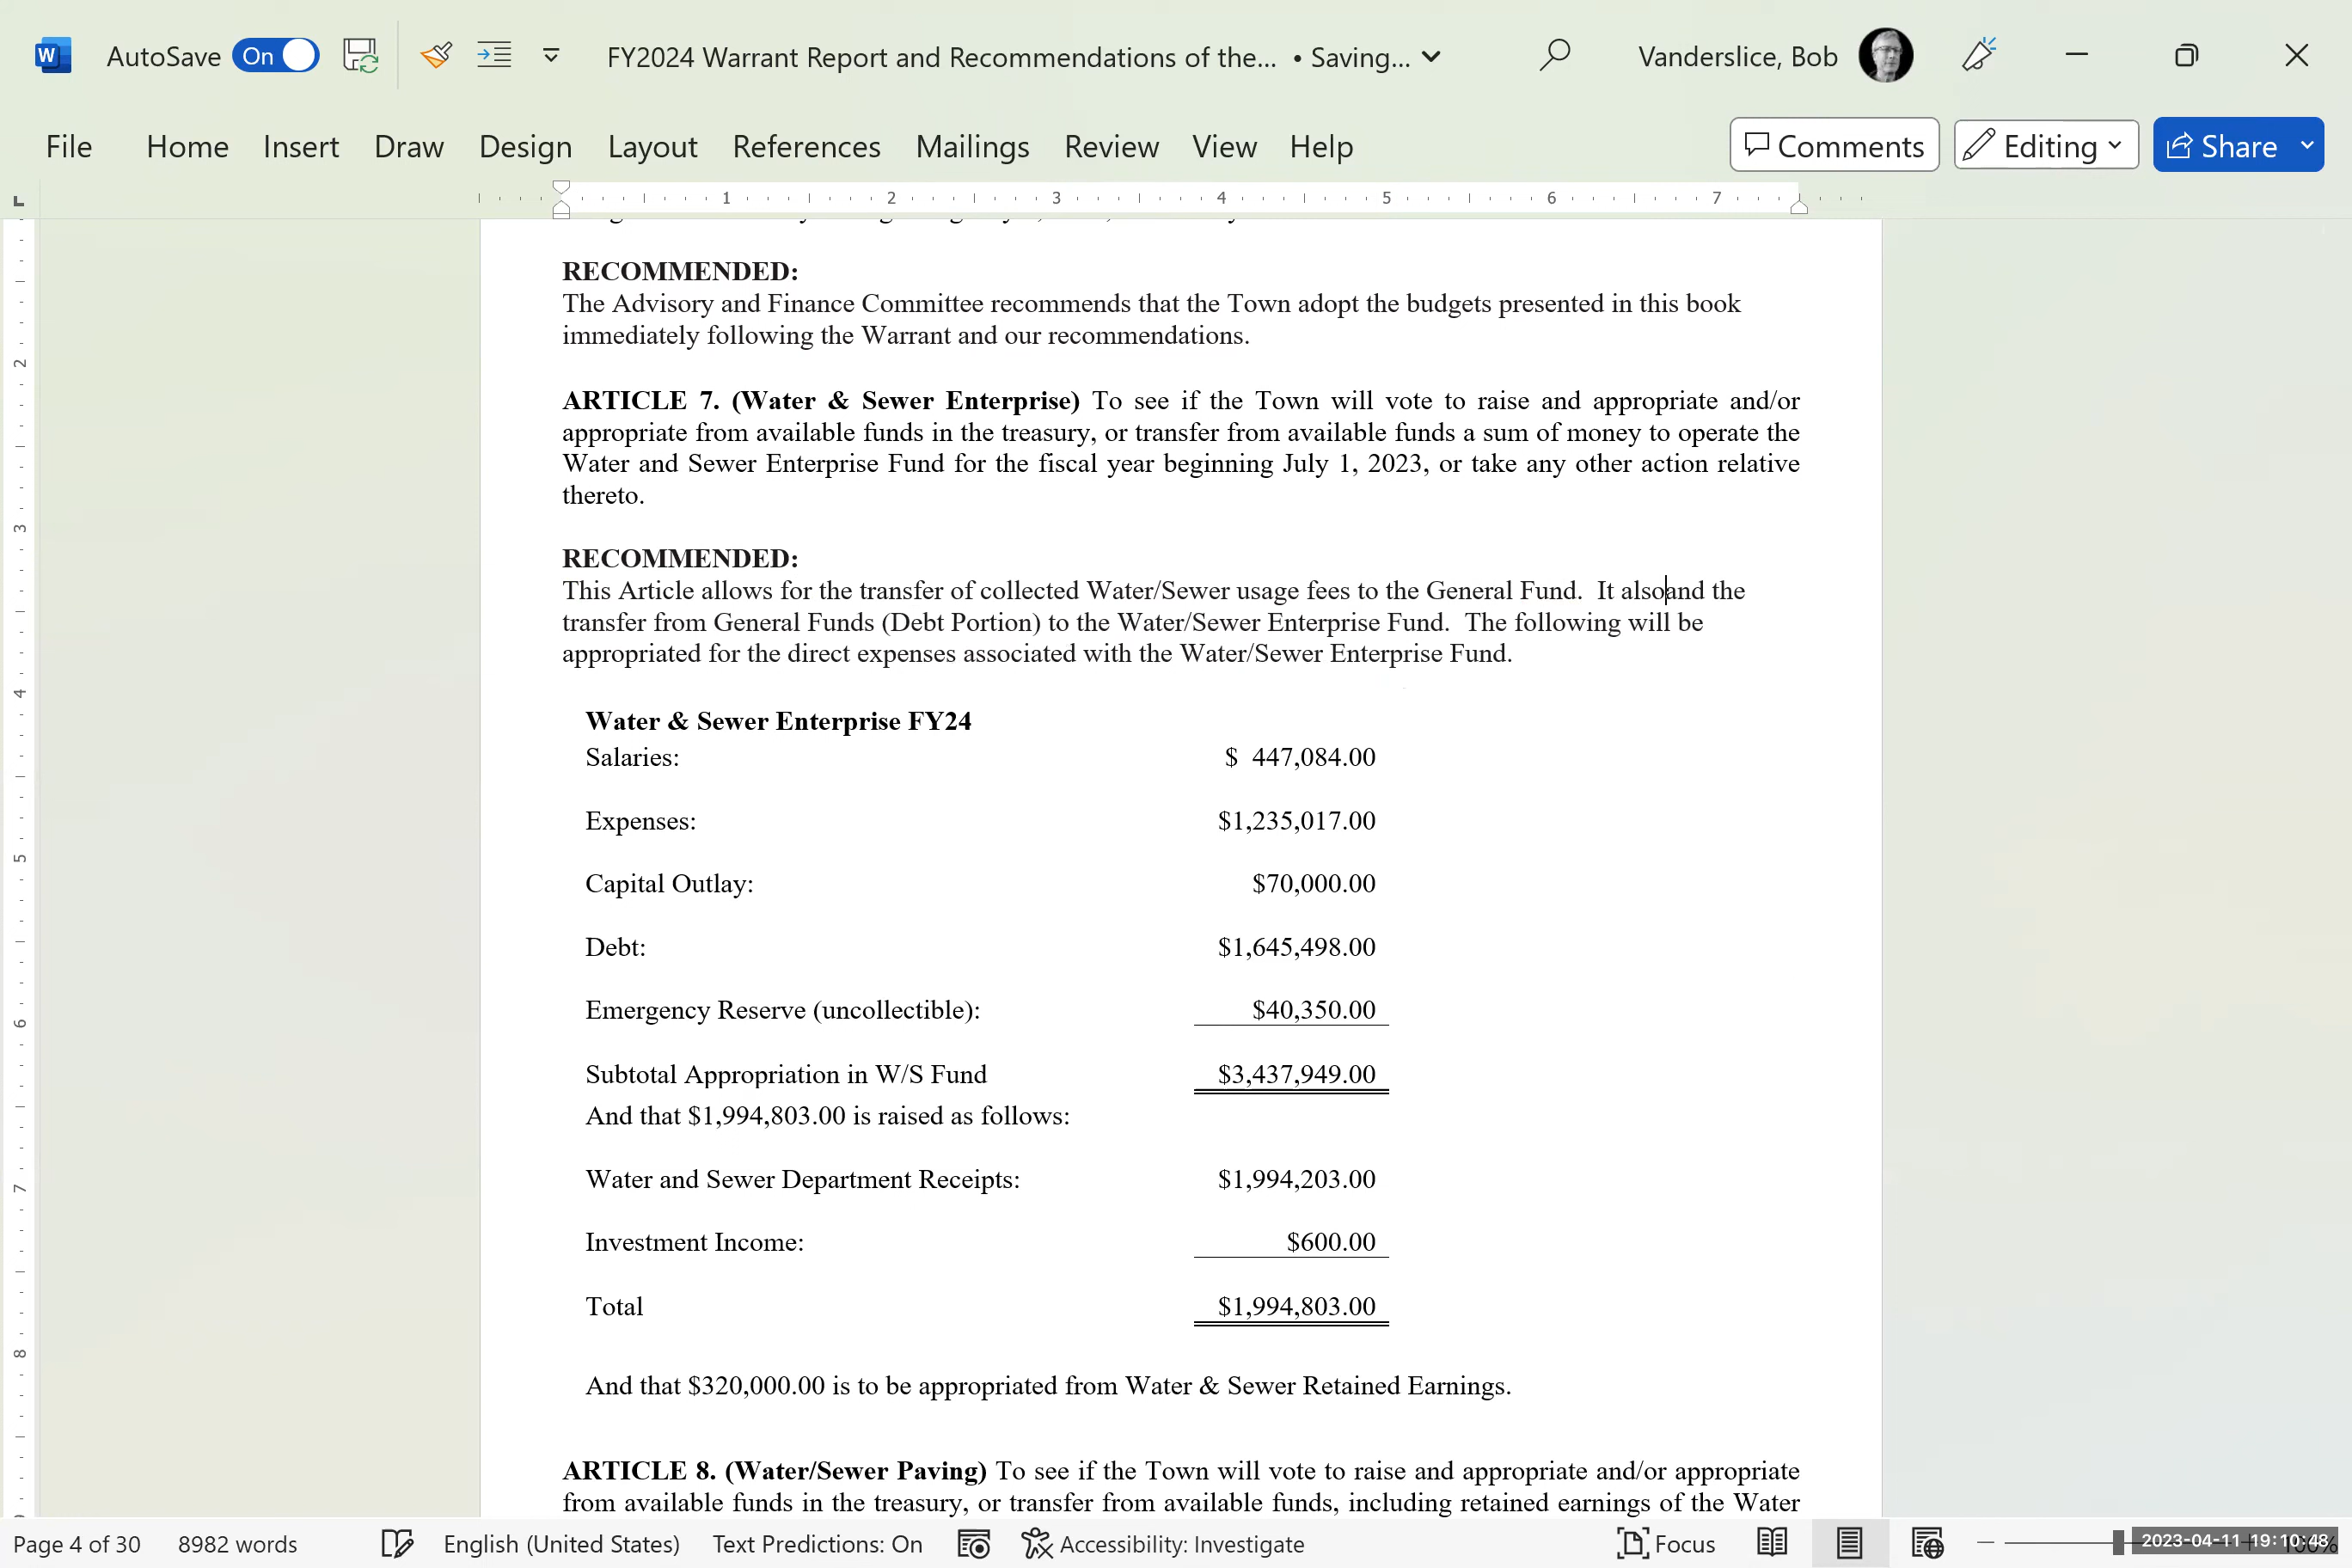 W AutoSave On FY2024 Warrant Report and Recommendations of the... • Saving... Vanderslice, Bob
File Home Insert Draw Design Layout References Mailings Review View Help Comments Editing Share
1 2 3 4 5 6 7
RECOMMENDED:
The Advisory and Finance Committee recommends that the Town adopt the budgets presented in this book
immediately following the Warrant and our recommendations.
ARTICLE 7. (Water & Sewer Enterprise) To see if the Town will vote to raise and appropriate and/or
appropriate from available funds in the treasury, or transfer from available funds a sum of money to operate the
Water and Sewer Enterprise Fund for the fiscal year beginning July 1, 2023, or take any other action relative
thereto.
RECOMMENDED:
This Article allows for the transfer of collected Water/Sewer usage fees to the General Fund.  It alsoand the
transfer from General Funds (Debt Portion) to the Water/Sewer Enterprise Fund.  The following will be
appropriated for the direct expenses associated with the Water/Sewer Enterprise Fund.
Water & Sewer Enterprise FY24
Salaries: $ 447,084.00
Expenses: $1,235,017.00
Capital Outlay: $70,000.00
Debt: $1,645,498.00
Emergency Reserve (uncollectible): $40,350.00
Subtotal Appropriation in W/S Fund $3,437,949.00
And that $1,994,803.00 is raised as follows:
Water and Sewer Department Receipts: $1,994,203.00
Investment Income: $600.00
Total $1,994,803.00
And that $320,000.00 is to be appropriated from Water & Sewer Retained Earnings.
ARTICLE 8. (Water/Sewer Paving) To see if the Town will vote to raise and appropriate and/or appropriate
from available funds in the treasury, or transfer from available funds, including retained earnings of the Water
2
3
4
5
6
7
8
Page 4 of 30 8982 words English (United States) Text Predictions: On Accessibility: Investigate Focus 2023-04-11 19:10:48